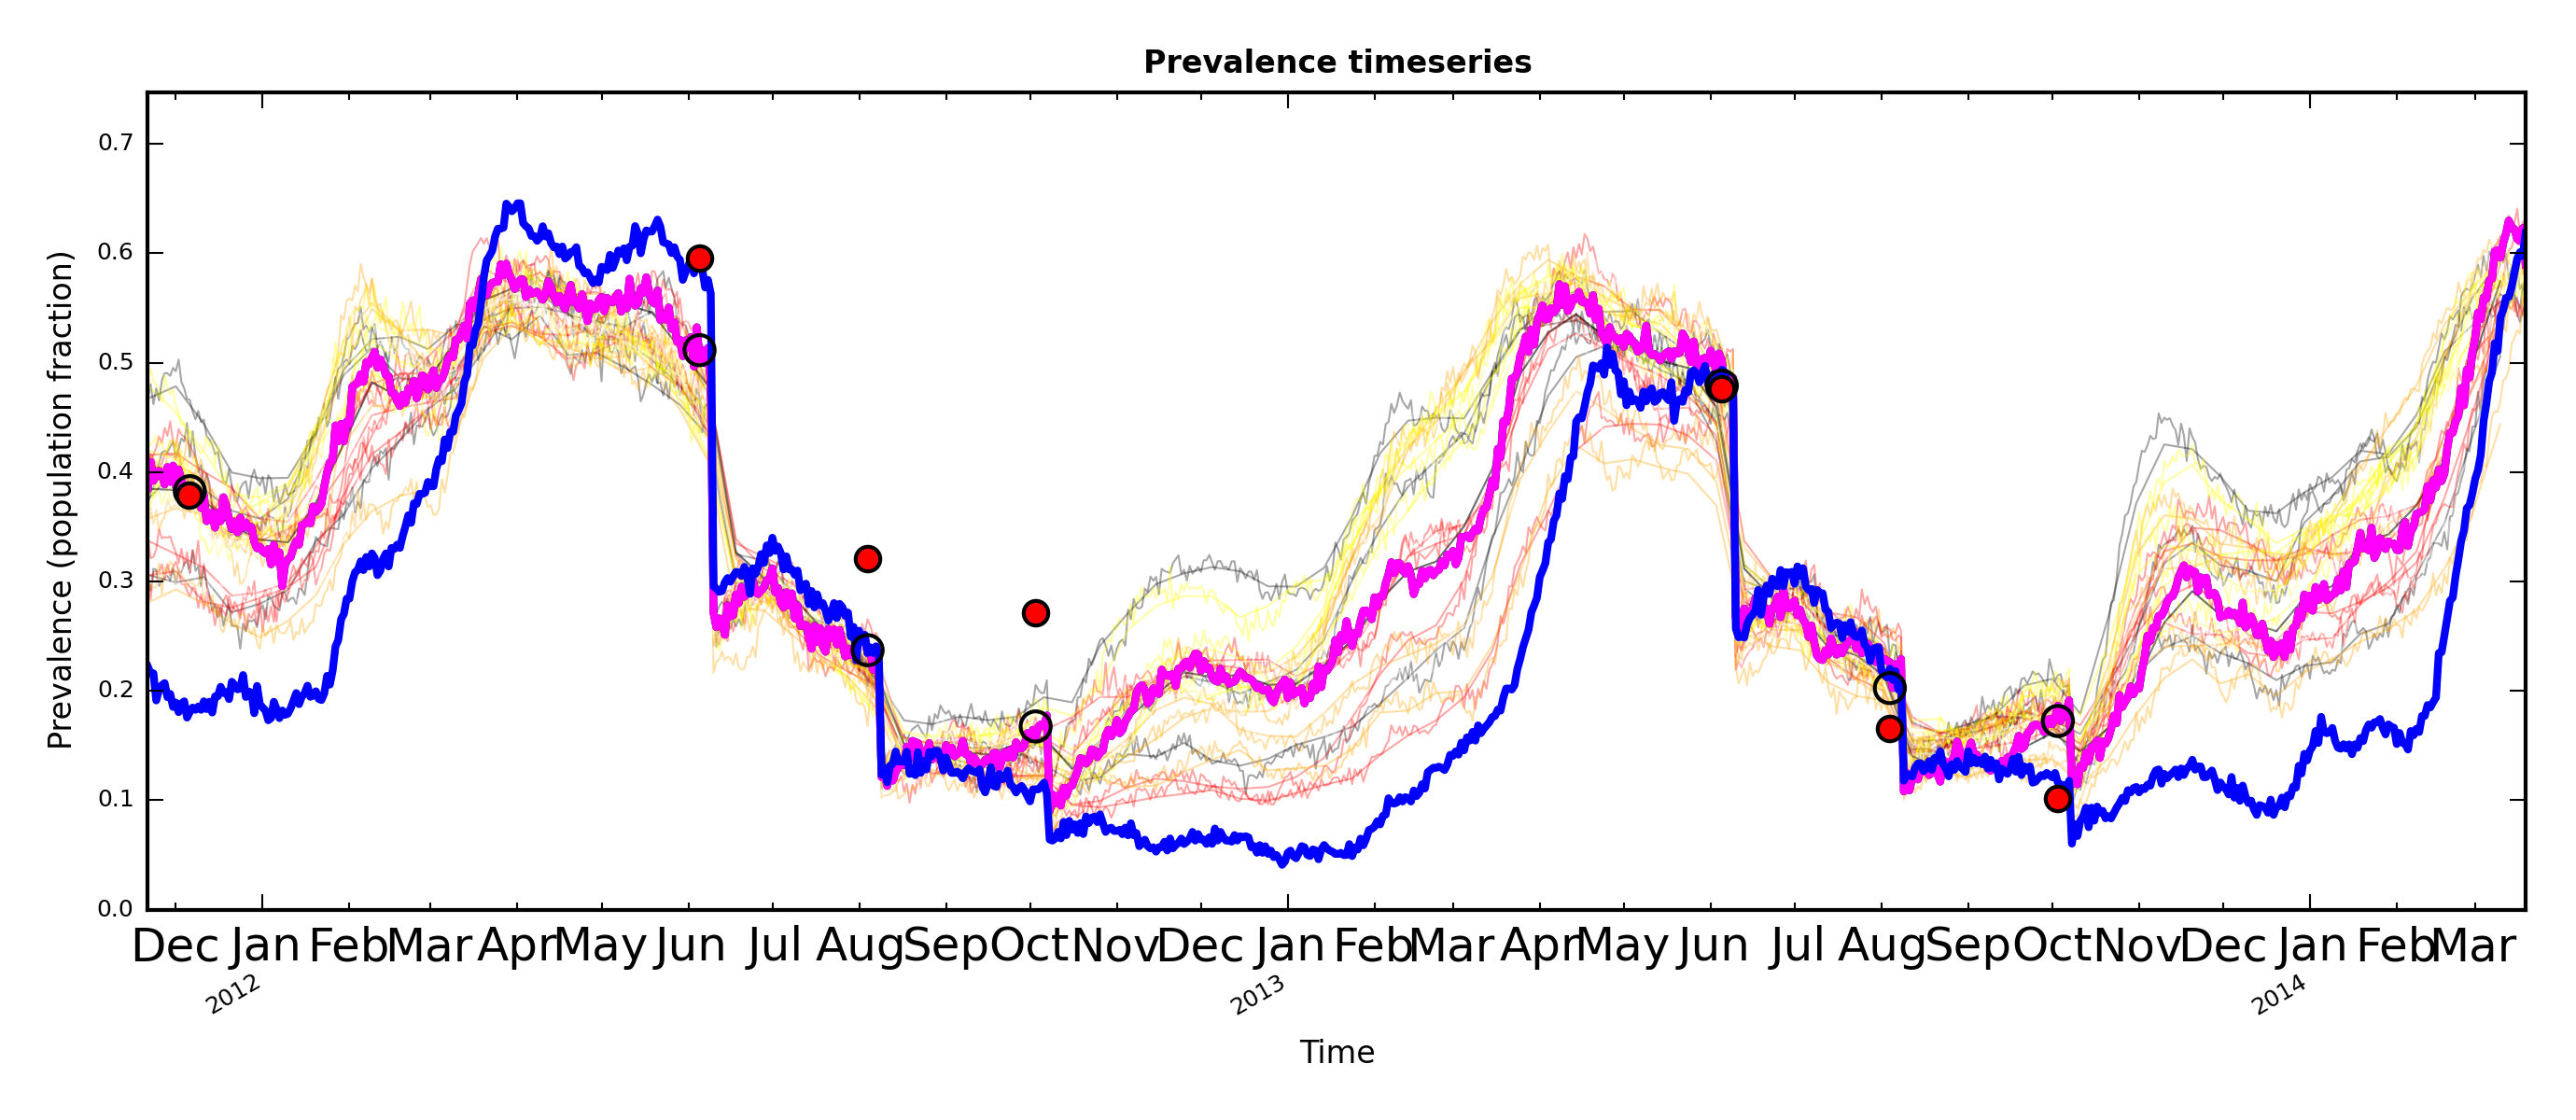 Prevalence timeseries
Prevalence (population fraction)
0.7
0.6
0.5
0.4
0.3
0.2
0.1
0.0
Dec Jan Feb Mar Apr May Jun Jul Aug Sep Oct Nov Dec Jan Feb Mar Apr May Jun Jul Aug Sep Oct Nov Dec Jan Feb Mar
2012 2013 2014
Time